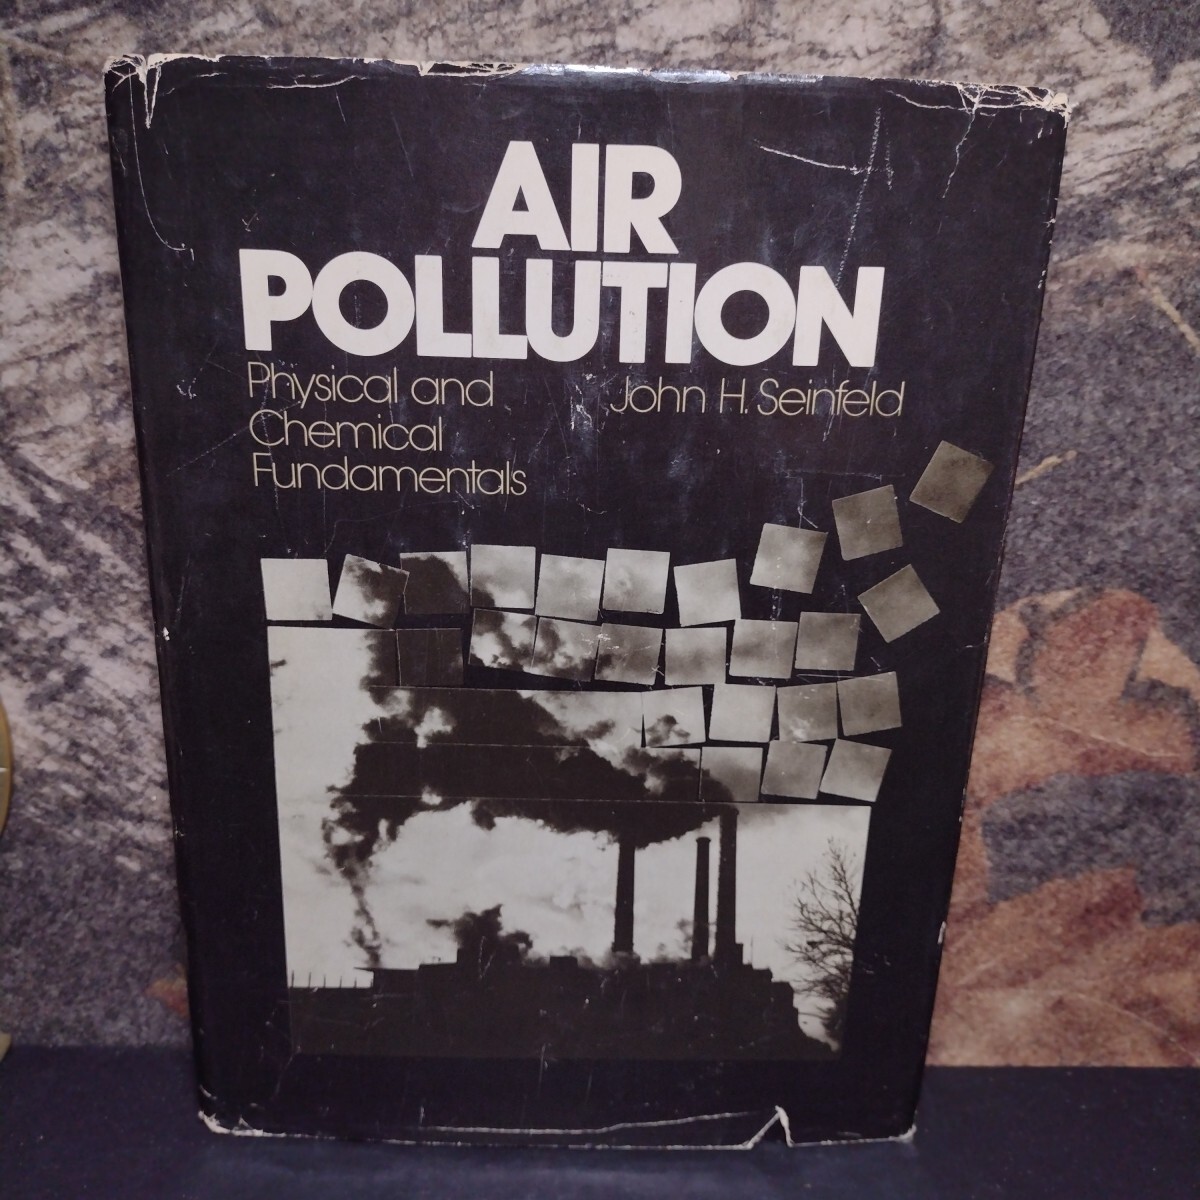 AIR
POLLUTION
Physical and
Chemical
Fundamentals
John H. Seinfeld